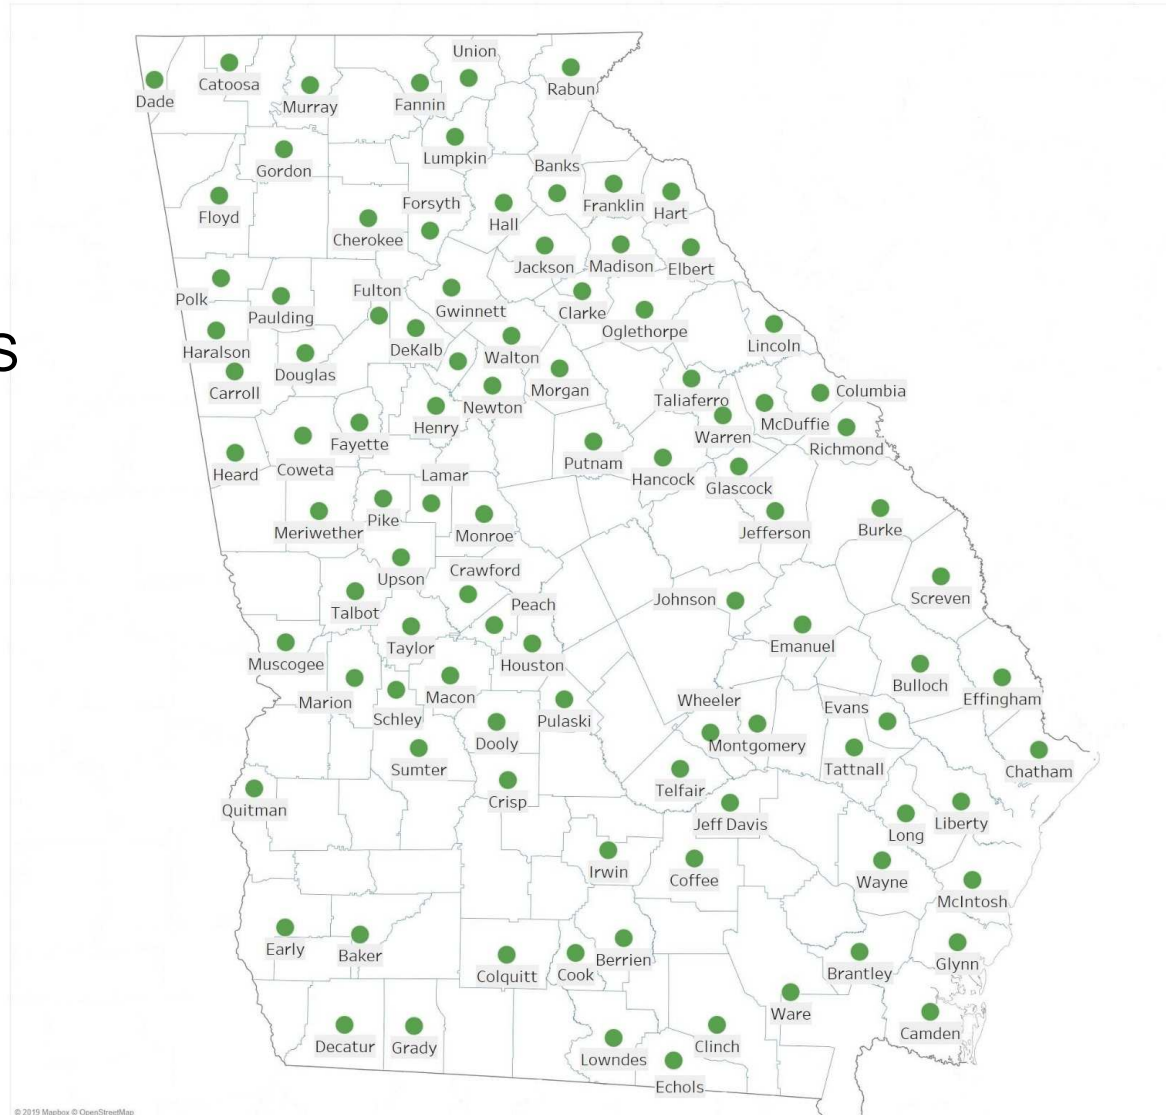 Union
Catoosa
Rabun
Dade
Murray
Fannin
Lumpkin
Banks
Gordon
Forsyth
Franklin
Hart
Floyd
Hall
Cherokee
Jackson
Madison
Elbert
Fulton
Polk
Gwinnett
Clarke
Paulding
Oglethorpe
Lincoln
s
Haralson
DeKalb
Walton
Douglas
Carroll
Morgan
Columbia
Taliaferro
Newton
McDuffie
Henry
Warren
Fayette
Richmond
Coweta
Putnam
Heard
Lamar
Hancock
Glascock
Pike
Meriwether
Monroe
Jefferson
Burke
Upson
Crawford
Screven
Johnson
Peach
Talbot
Taylor
Emanuel
Muscogee
Houston
Bulloch
Macon
Effingham
Marion
Wheeler
Evans
Schley
Pulaski
Dooly
Montgomery
Tattnall
Sumter
Chatham
Telfair
Crisp
Quitman
Jeff Davis
Liberty
Long
Irwin
Coffee
Wayne
McIntosh
Early
Baker
Berrien
Glynn
Colquitt
Cook
Brantley
Ware
Camden
Decatur
Grady
Clinch
Lowndes
Echols
© 2019 Mapbox © OpenStreetMap